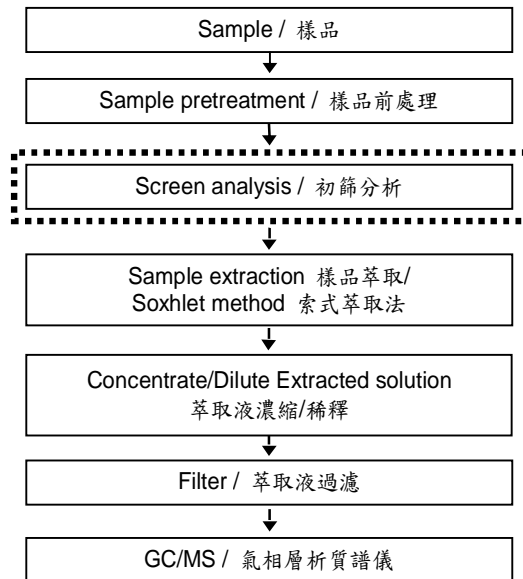 Sample / 樣品
Sample pretreatment / 樣品前處理
Screen analysis / 初篩分析
Sample extraction 樣品萃取/
Soxhlet method 索式萃取法
Concentrate/Dilute Extracted solution
萃取液濃縮/稀釋
Filter / 萃取液過濾
GC/MS / 氣相層析質譜儀